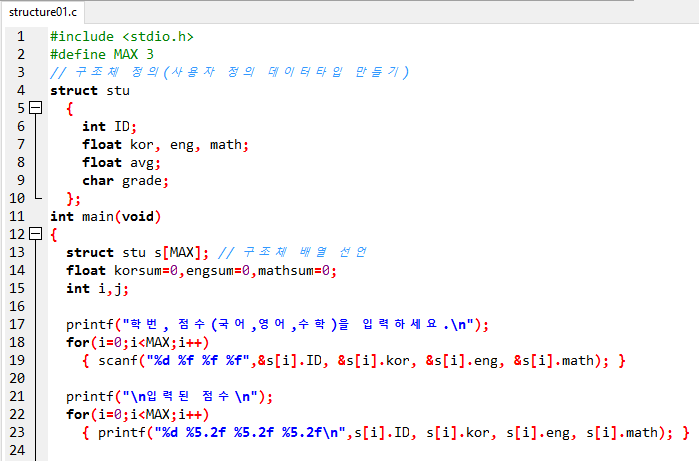 structure01.c
1 #include <stdio.h>
2 #define MAX 3
3 // 구조체 정의(사용자 정의 데이터타입 만들기)
4 struct stu
5 {
6 int ID;
7 float kor, eng, math;
8 float avg;
9 char grade;
10 };
11 int main(void)
12 {
13 struct stu s[MAX]; // 구조체 배열 선언
14 float korsum=0,engsum=0,mathsum=0;
15 int i,j;
16
17 printf("학번, 점수(국어,영어,수학)을 입력하세요.\n");
18 for(i=0;i<MAX;i++)
19 { scanf("%d %f %f %f",&s[i].ID, &s[i].kor, &s[i].eng, &s[i].math); }
20
21 printf("\n입력된 점수\n");
22 for(i=0;i<MAX;i++)
23 { printf("%d %5.2f %5.2f %5.2f\n",s[i].ID, s[i].kor, s[i].eng, s[i].math); }
24